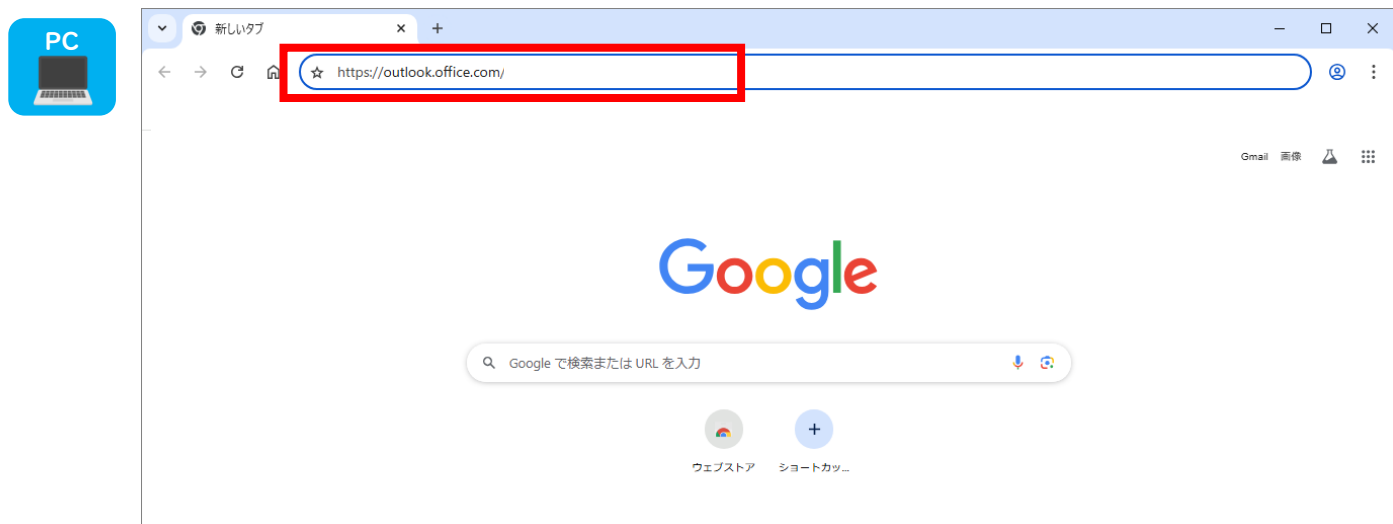 PC
新しいタブ
https://outlook.office.com/
Gmail 画像
Google
Google で検索または URL を入力
ウェブストア ショートカッ...